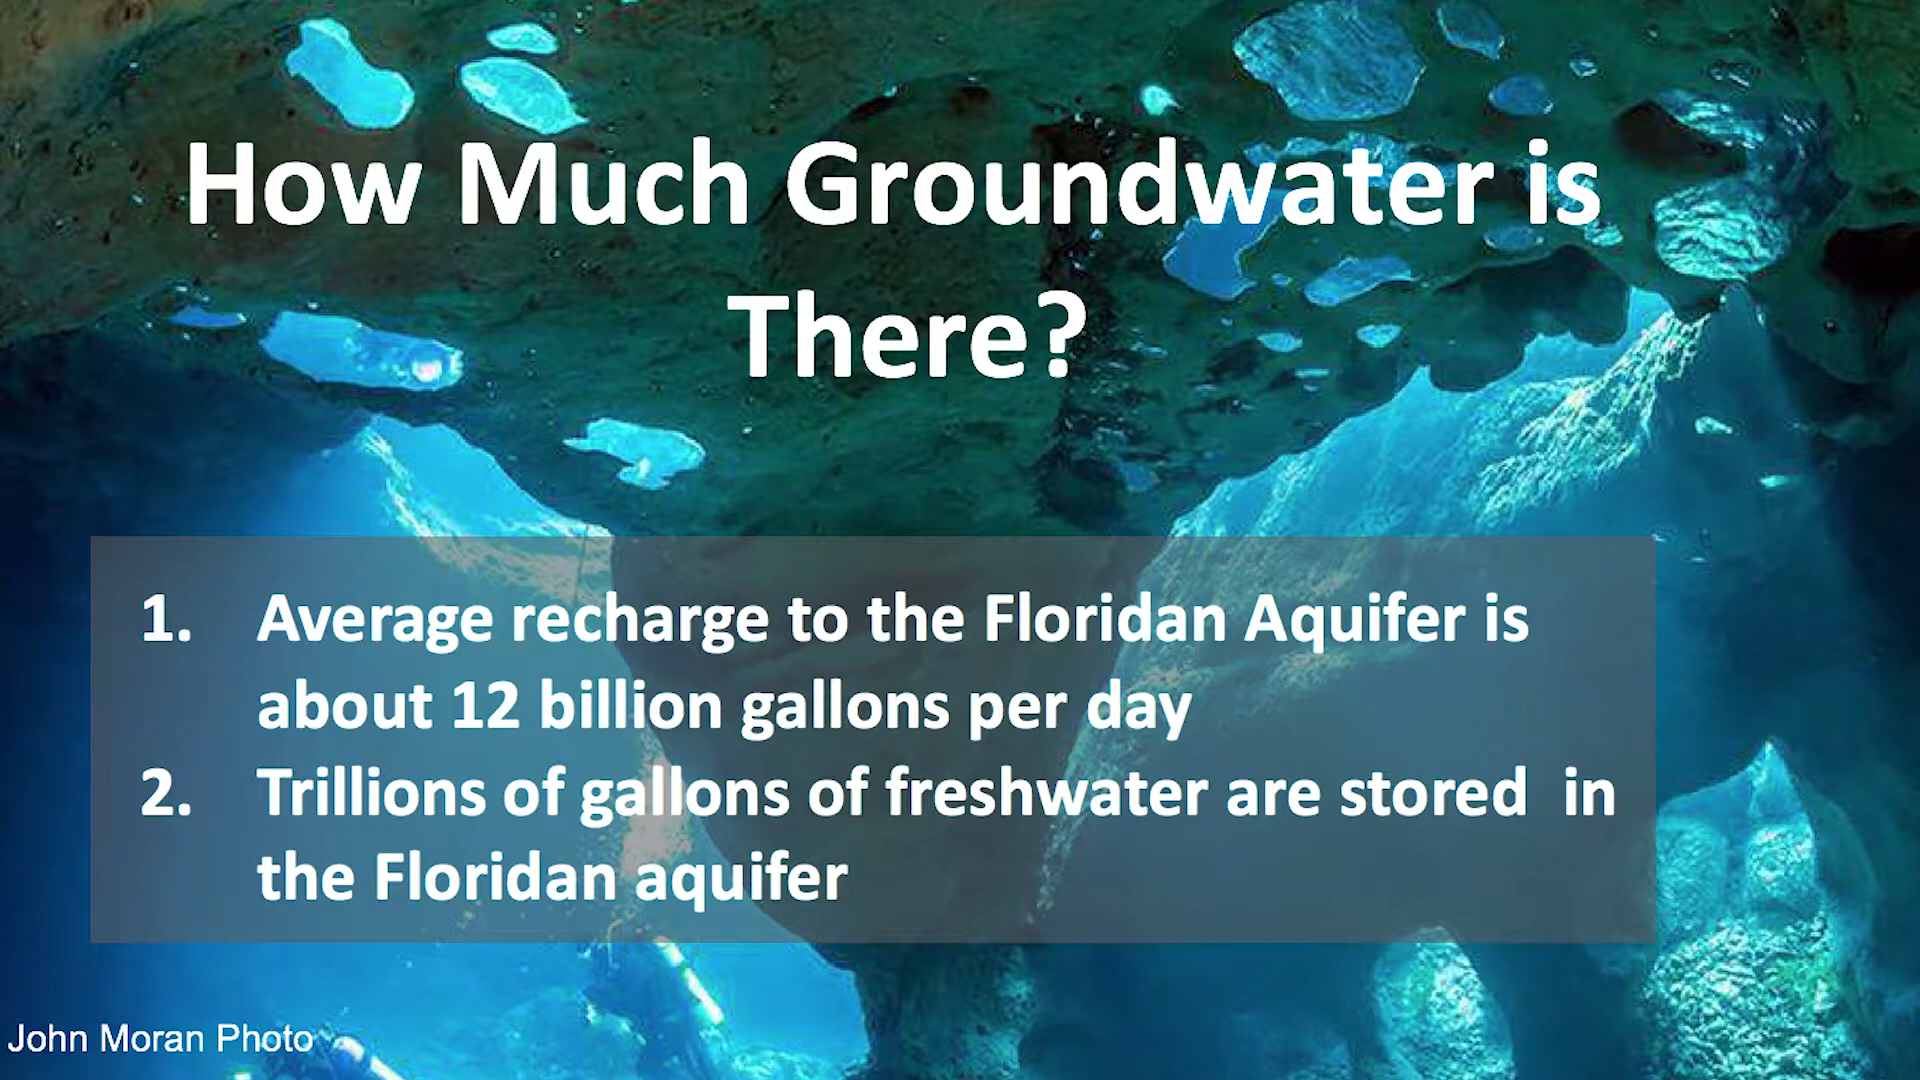 How Much Groundwater is
There?
1. Average recharge to the Floridan Aquifer is
about 12 billion gallons per day
2. Trillions of gallons of freshwater are stored  in
the Floridan aquifer
John Moran Photo